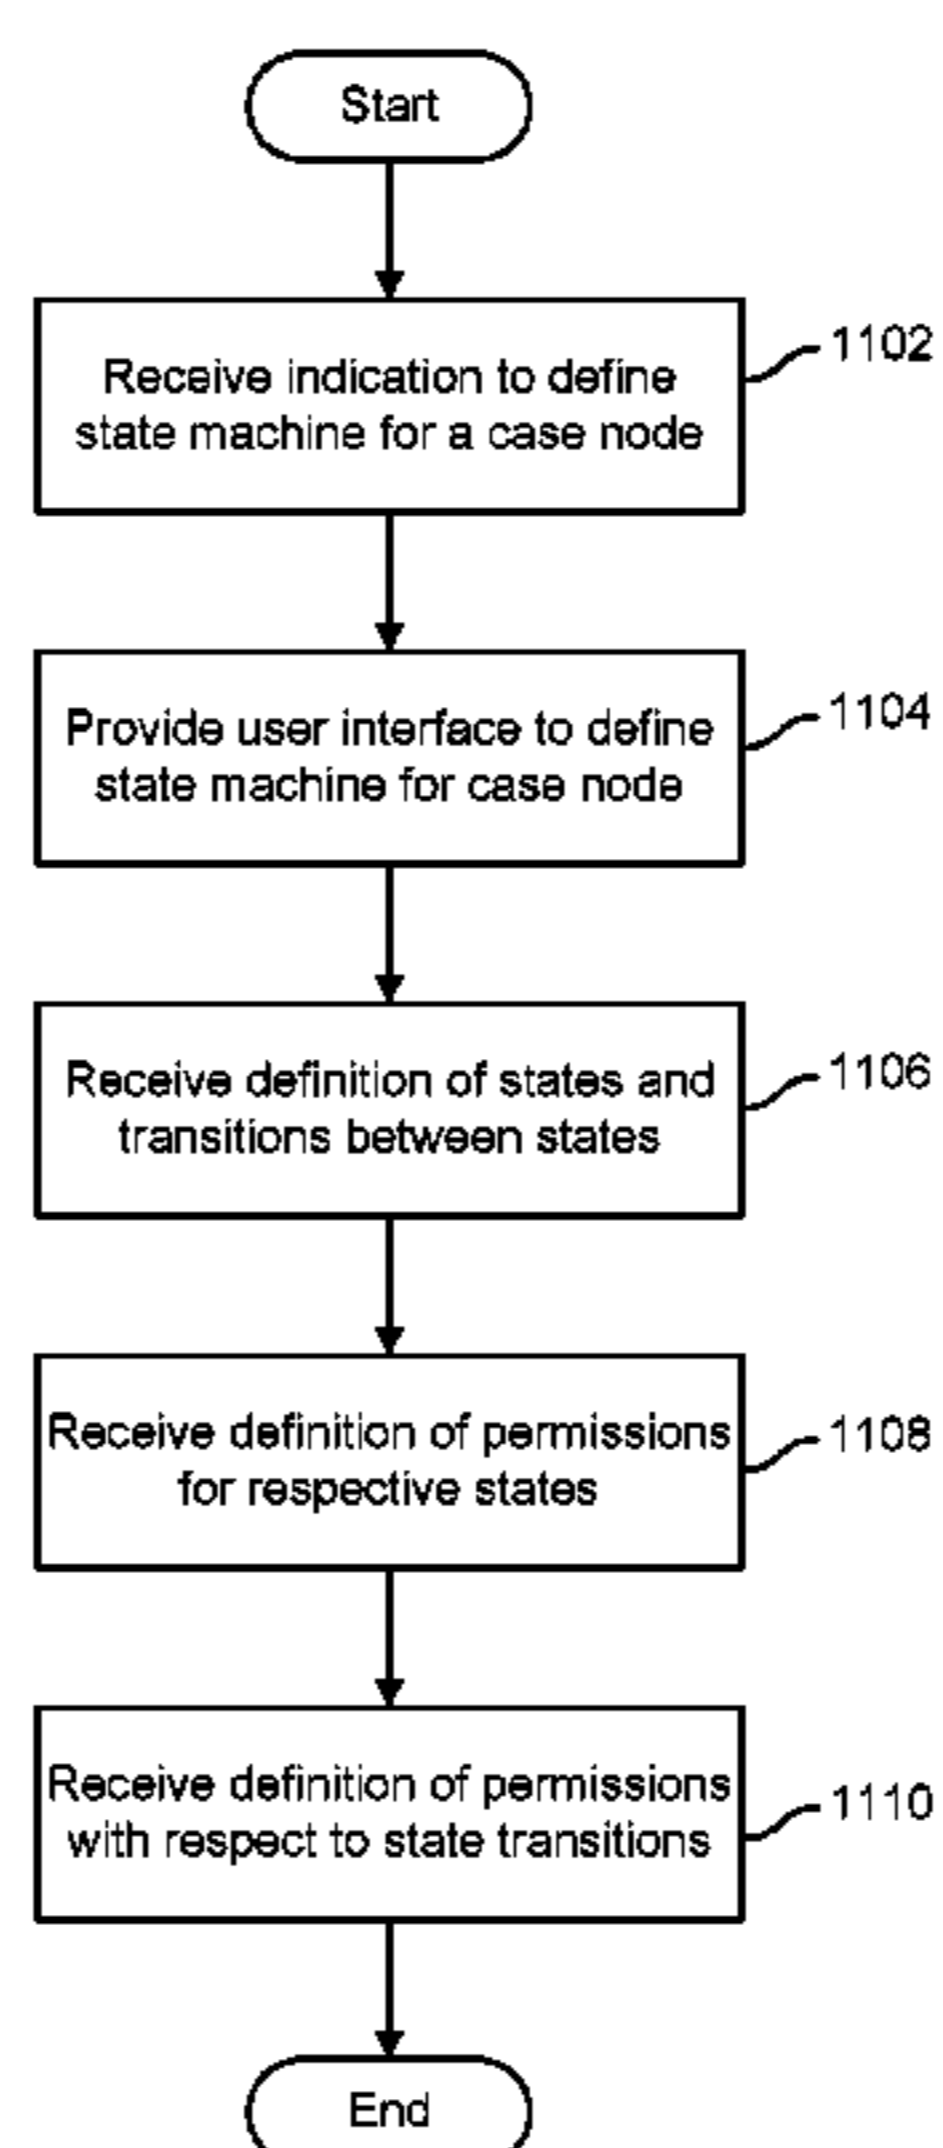 Start
Receive indication to define
state machine for a case node
1102
Provide user interface to define
state machine for case node
1104
Receive definition of states and
transitions between states
1106
Receive definition of permissions
for respective states
1108
Receive definition of permissions
with respect to state transitions
1110
End